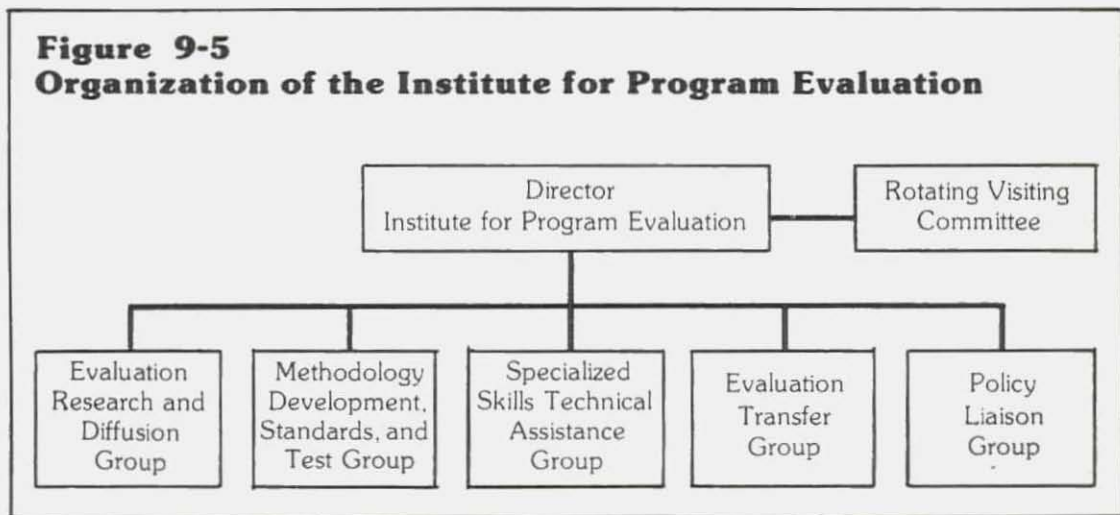 Figure 9-5
Organization of the Institute for Program Evaluation
Director
Institute for Program Evaluation
Rotating Visiting
Committee
Evaluation
Research and
Diffusion
Group
Methodology
Development,
Standards, and
Test Group
Specialized
Skills Technical
Assistance
Group
Evaluation
Transfer
Group
Policy
Liaison
Group